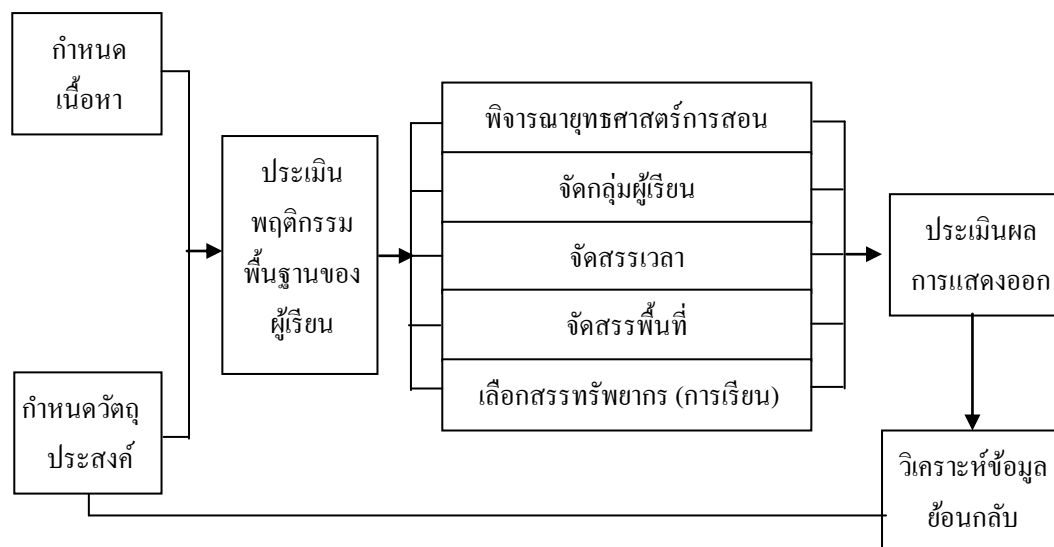 กำหนด
เนื้อหา
กำหนดวัตถุ
ประสงค์
ประเมิน
พฤติกรรม
พื้นฐานของ
ผู้เรียน
พิจารณายุทธศาสตร์การสอน
จัดกลุ่มผู้เรียน
จัดสรรเวลา
จัดสรรพื้นที่
เลือกสรรทรัพยากร (การเรียน)
ประเมินผล
การแสดงออก
วิเคราะห์ข้อมูล
ย้อนกลับ